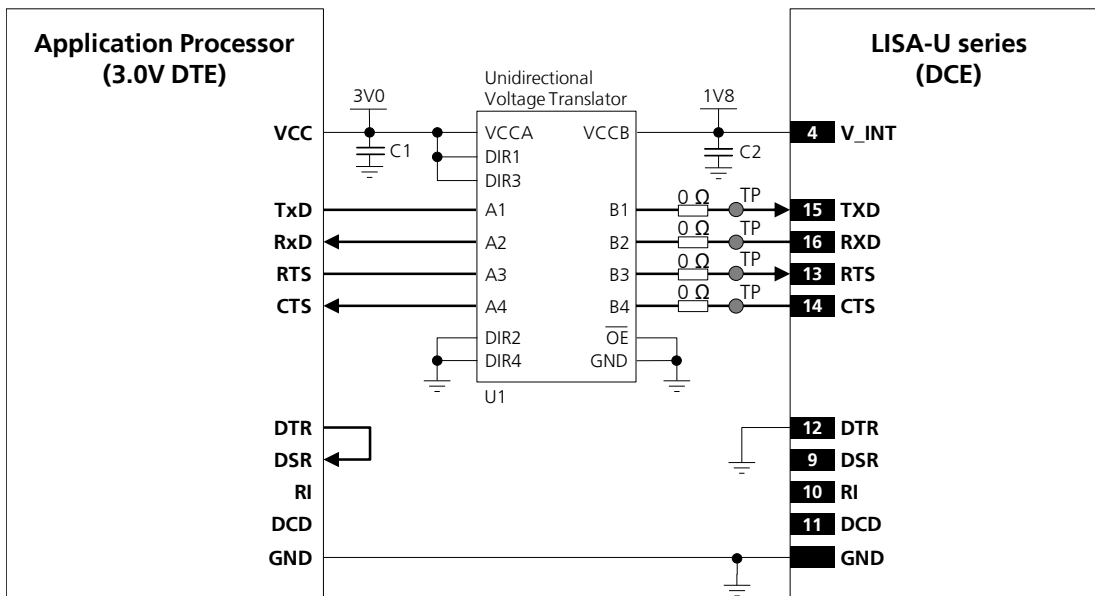 Application Processor
(3.0V DTE)
LISA-U series
(DCE)
Unidirectional
Voltage Translator
3V0
1V8
VCC
VCCA
VCCB
4
V_INT
C1
C2
DIR1
DIR3
0 Ω
TP
TxD
A1
B1
15
TXD
0 Ω
RxD
A2
B2
16
RXD
0 Ω
TP
RTS
A3
B3
13
RTS
0 Ω
TP
CTS
A4
B4
14
CTS
DIR2
OE
DIR4
GND
U1
DTR
12
DTR
DSR
9
DSR
RI
10
RI
DCD
11
DCD
GND
GND
TP